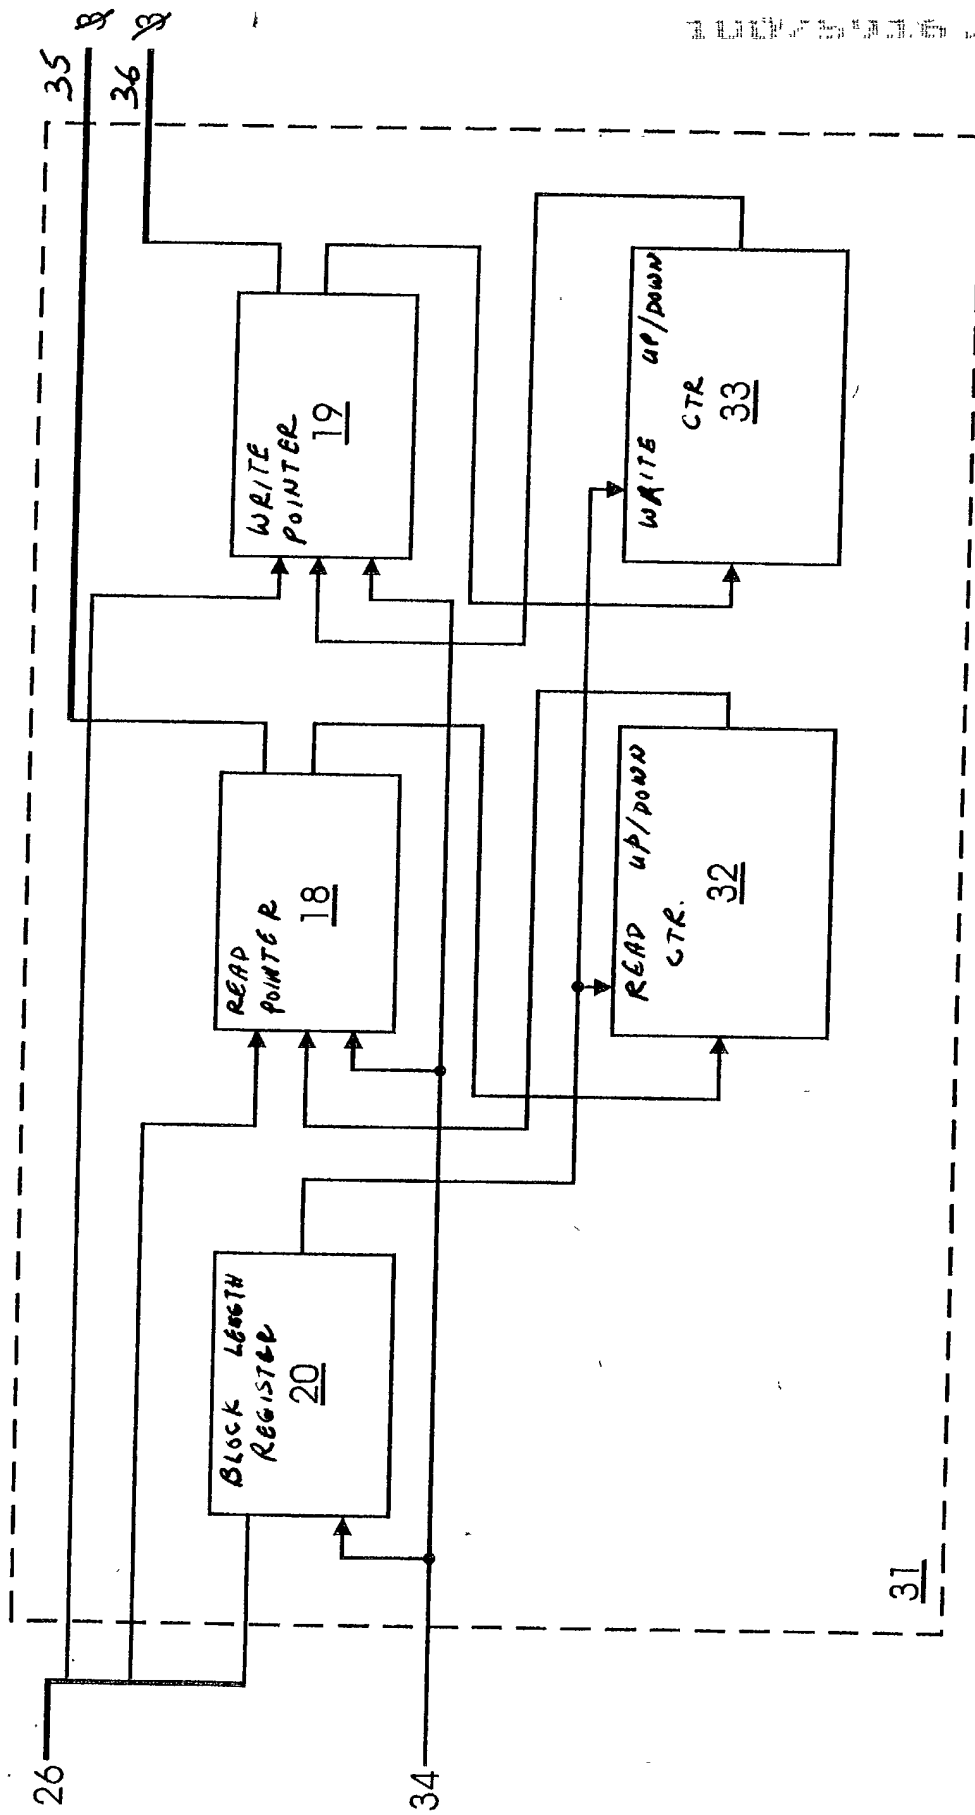 26
34
35
36
BLOCK LENGTH
REGISTER
20
READ
POINTER
18
WRITE
POINTER
19
READ UP/DOWN
CTR.
32
WRITE UP/DOWN
CTR
33
31